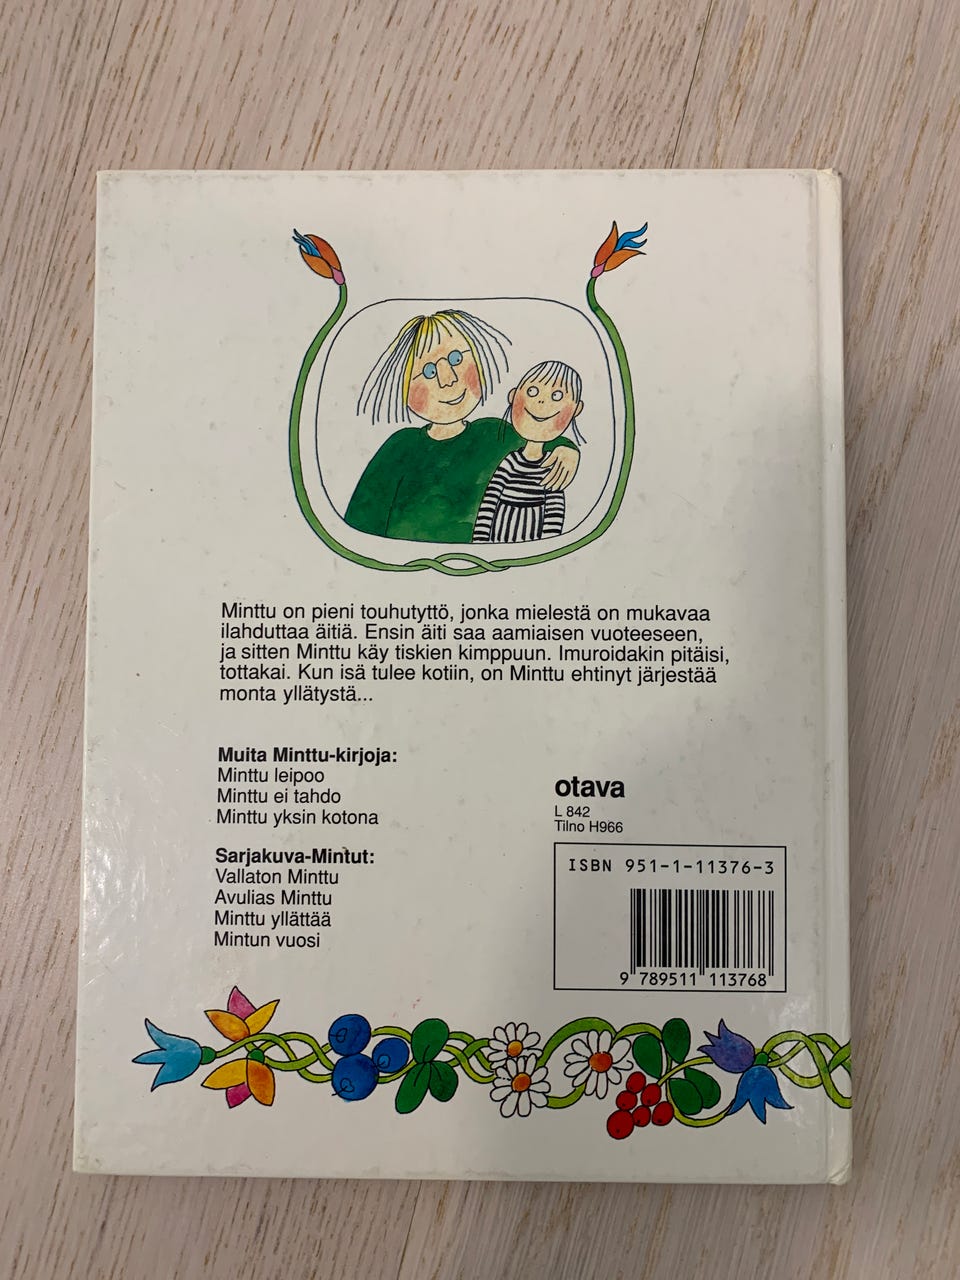 Minttu on pieni touhutyttö, jonka mielestä on mukavaa
ilahduttaa äitiä. Ensin äiti saa aamiaisen vuoteeseen,
ja sitten Minttu käy tiskien kimppuun. Imuroidakin pitäisi,
tottakai. Kun isä tulee kotiin, on Minttu ehtinyt järjestää
monta yllätystä...
Muita Minttu-kirjoja:
Minttu leipoo
Minttu ei tahdo
Minttu yksin kotona
Sarjakuva-Mintut:
Vallaton Minttu
Avulias Minttu
Minttu yllättää
Mintun vuosi
otava
L 842
Tilno H966
ISBN 951-1-11376-3
9 789511 113768